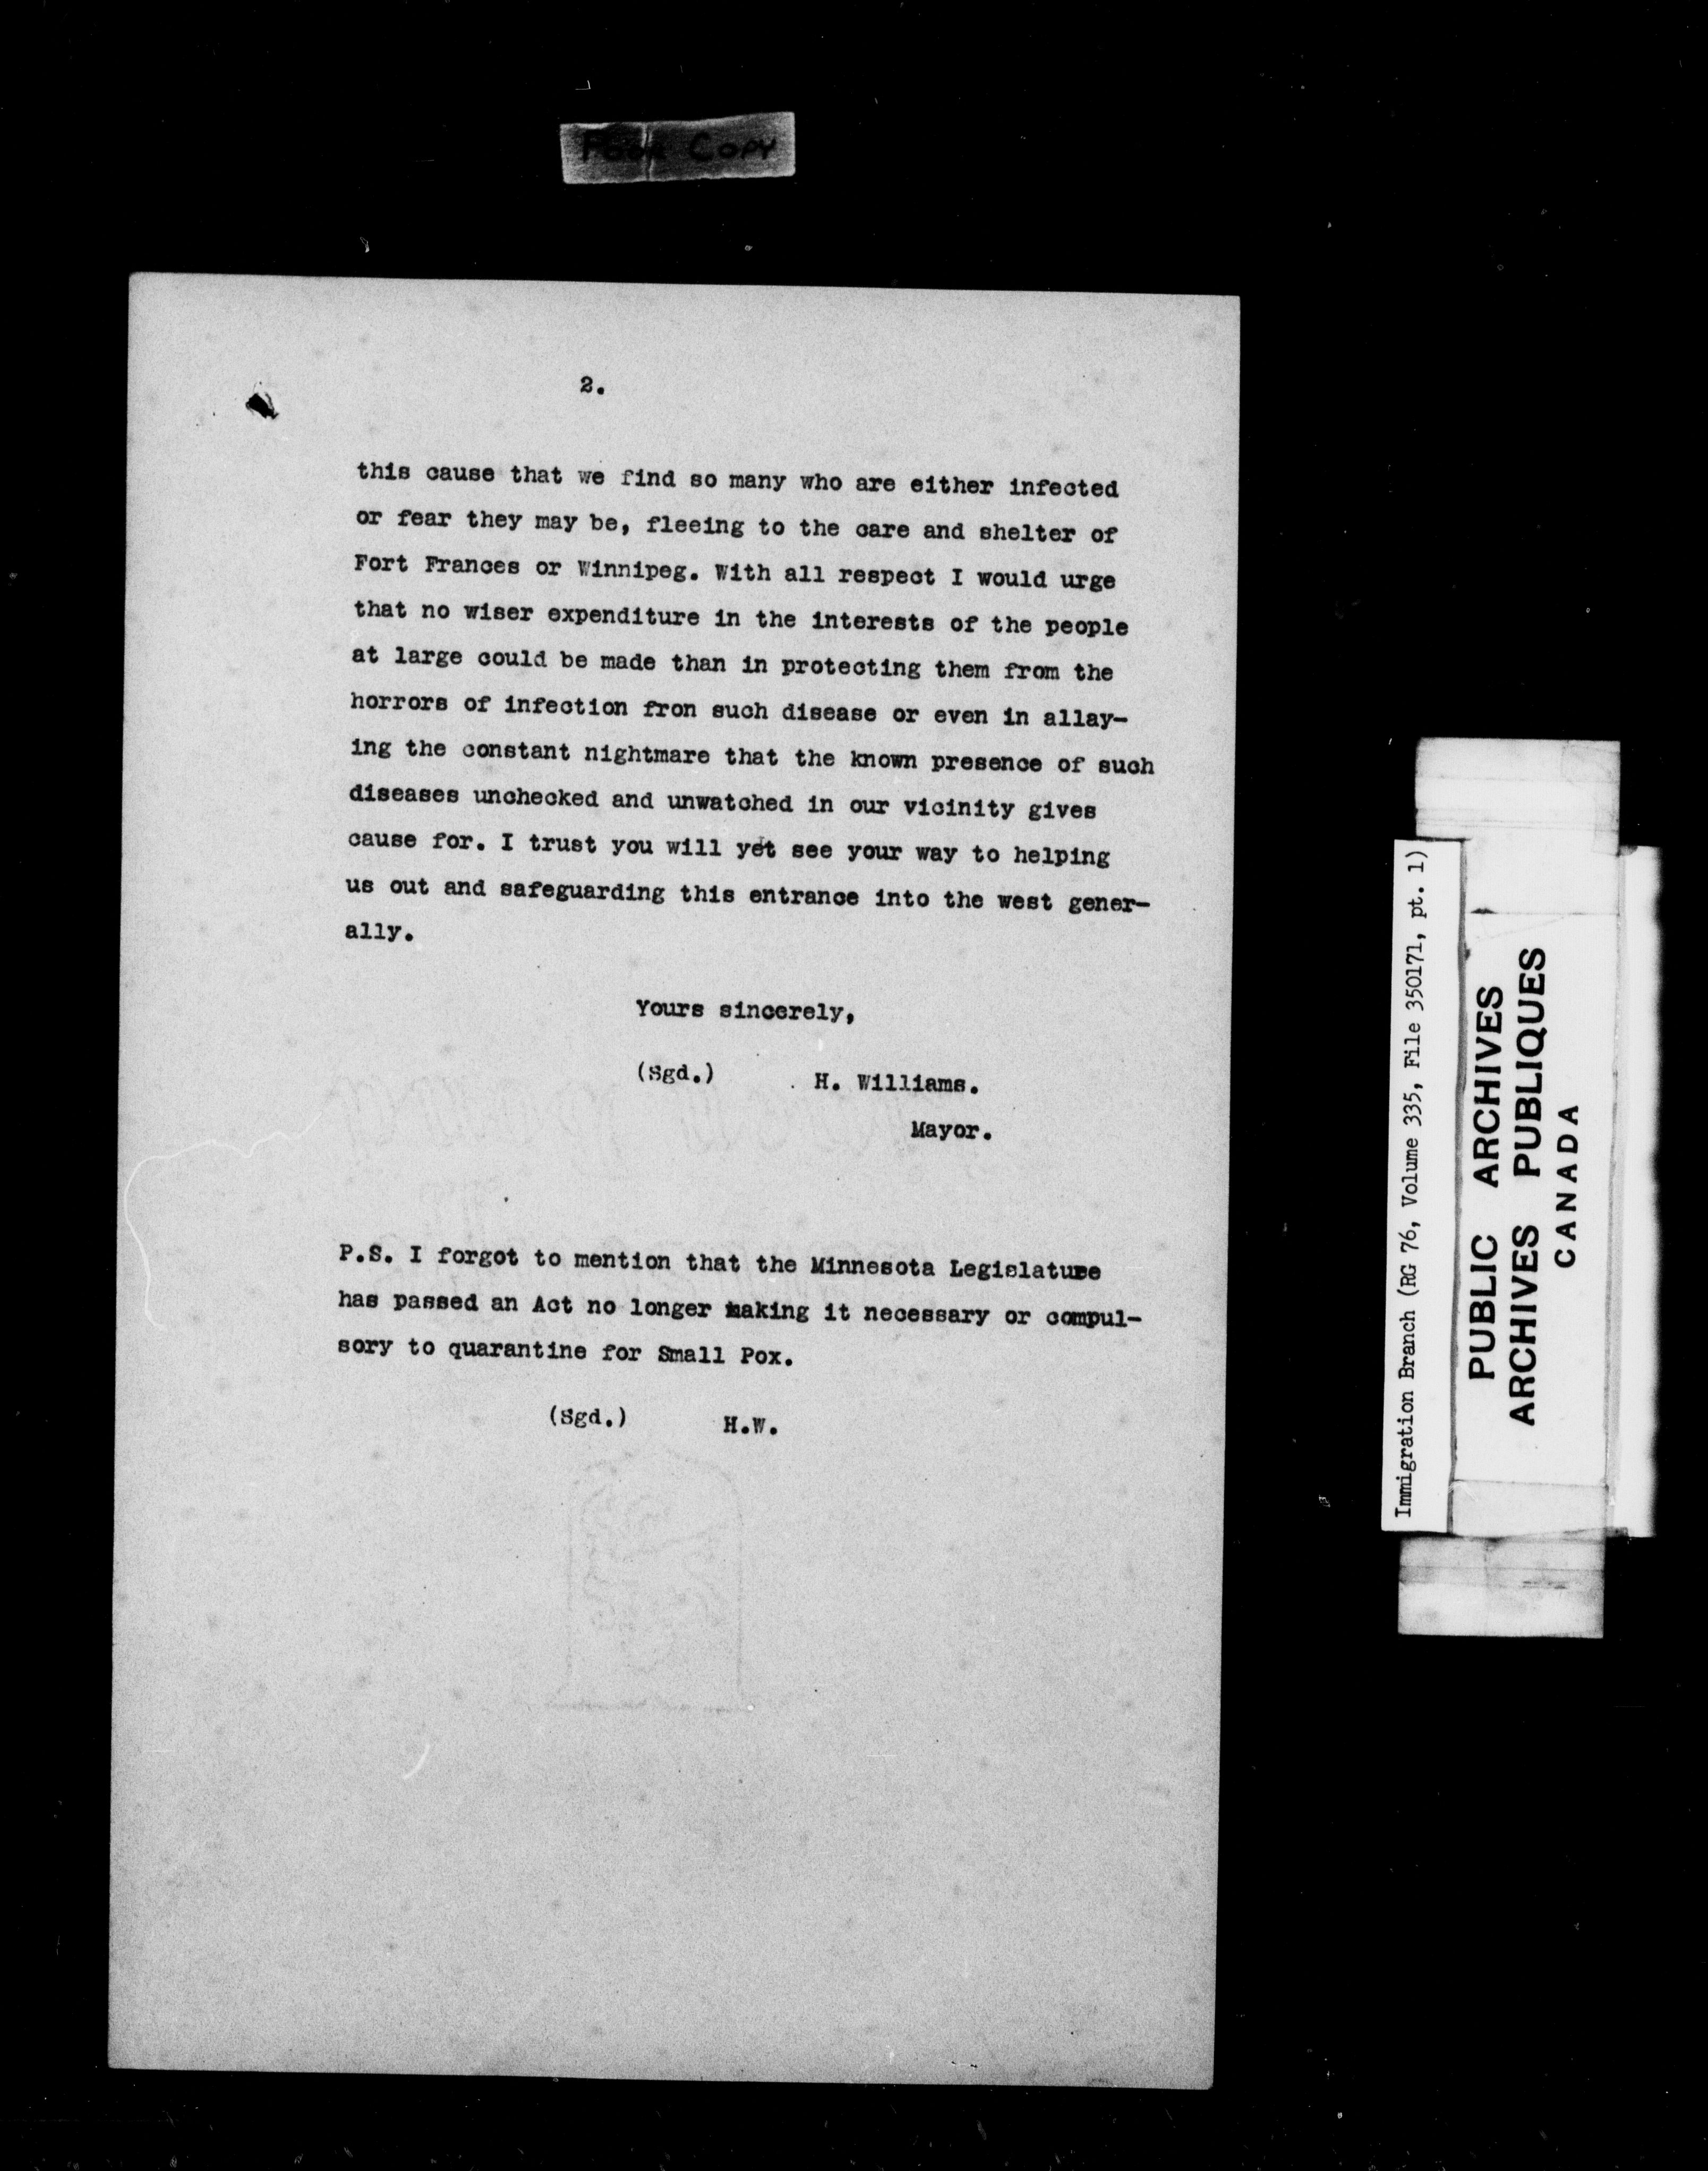 Poor Copy
2.
this cause that we find so many who are either infected
or fear they may be, fleeing to the care and shelter of
Fort Frances or Winnipeg. With all respect I would urge
that no wiser expenditure in the interests of the people
at large could be made than in protecting them from the
horrors of infection fron such disease or even in allay-
ing the constant nightmare that the known presence of such
diseases unchecked and unwatched in our vicinity gives
cause for. I trust you will yet see your way to helping
us out and safeguarding this entrance into the west gener-
ally.
Yours sincerely,
(Sgd.) H. Williams.
Mayor.
P.S. I forgot to mention that the Minnesota Legislature
has passed an Act no longer making it necessary or compul-
sory to quarantine for Small Pox.
(Sgd.) H.W.
Immigration Branch (RG 76, Volume 335, File 350171, pt. 1)
PUBLIC ARCHIVES
ARCHIVES PUBLIQUES
CANADA